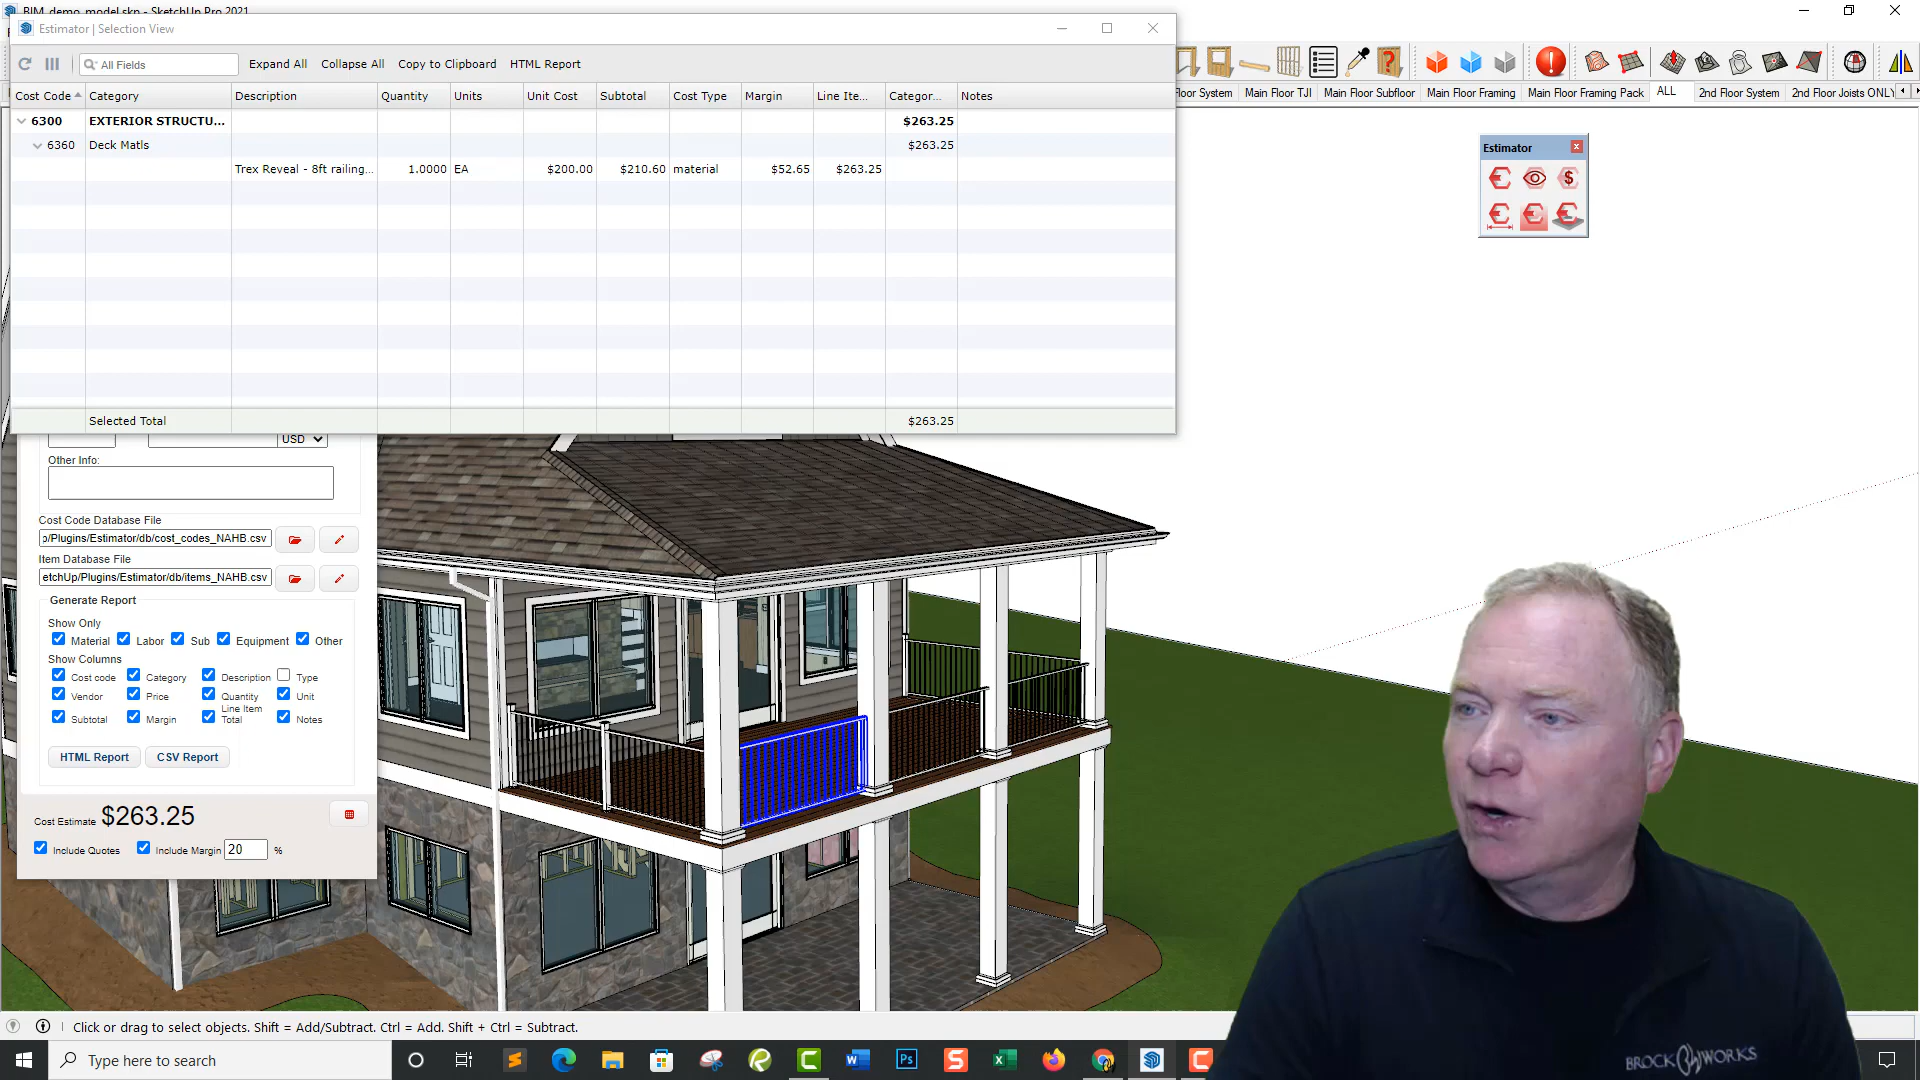 BIM_demo_model.skp - SketchUp Pro 2021
Estimator | Selection View
All Fields
Expand All
Collapse All
Copy to Clipboard
HTML Report
Cost Code Category Description Quantity Units Unit Cost Subtotal Cost Type Margin Line Ite... Categor... Notes
6300 EXTERIOR STRUCTU... $263.25
6360 Deck Matls $263.25
Trex Reveal - 8ft railing... 1.0000 EA $200.00 $210.60 material $52.65 $263.25
Selected Total $263.25
oor System Main Floor TJI Main Floor Subfloor Main Floor Framing Main Floor Framing Pack ALL 2nd Floor System 2nd Floor Joists ONLY
Estimator
USD
Other Info:
Cost Code Database File
p/Plugins/Estimator/db/cost_codes_NAHB.csv
Item Database File
etchUp/Plugins/Estimator/db/items_NAHB.csv
Generate Report
Show Only
Material Labor Sub Equipment Other
Show Columns
Cost code Category Description Type
Vendor Price Quantity Unit
Subtotal Margin Line Item Total Notes
HTML Report CSV Report
Cost Estimate $263.25
Include Quotes Include Margin 20 %
Click or drag to select objects. Shift = Add/Subtract. Ctrl = Add. Shift + Ctrl = Subtract.
Type here to search
BROCKWORKS